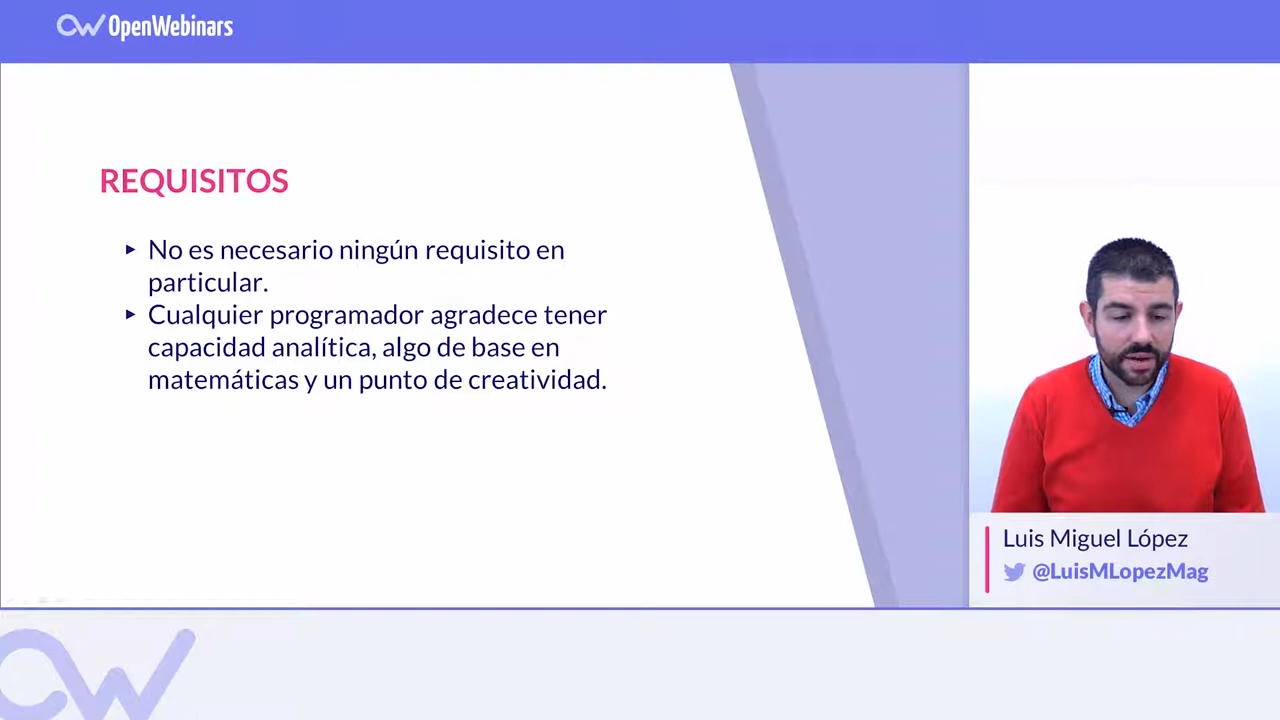 OpenWebinars
REQUISITOS
▸ No es necesario ningún requisito en
particular.
▸ Cualquier programador agradece tener
capacidad analítica, algo de base en
matemáticas y un punto de creatividad.
Luis Miguel López
@LuisMLopezMag